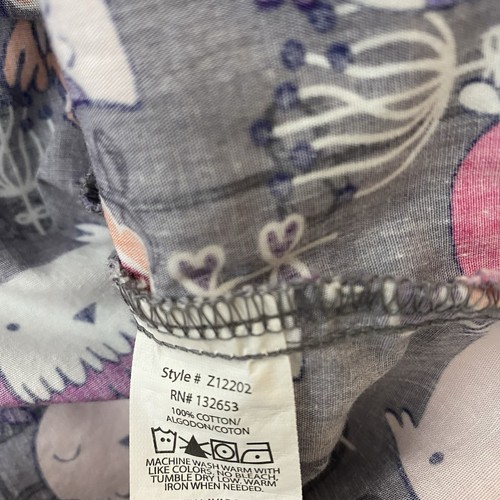 Style # Z12202
RN# 132653
100% COTTON/
ALGODON/COTON
MACHINE WASH WARM WITH
LIKE COLORS, NO BLEACH,
TUMBLE DRY LOW, WARM
IRON WHEN NEEDED.